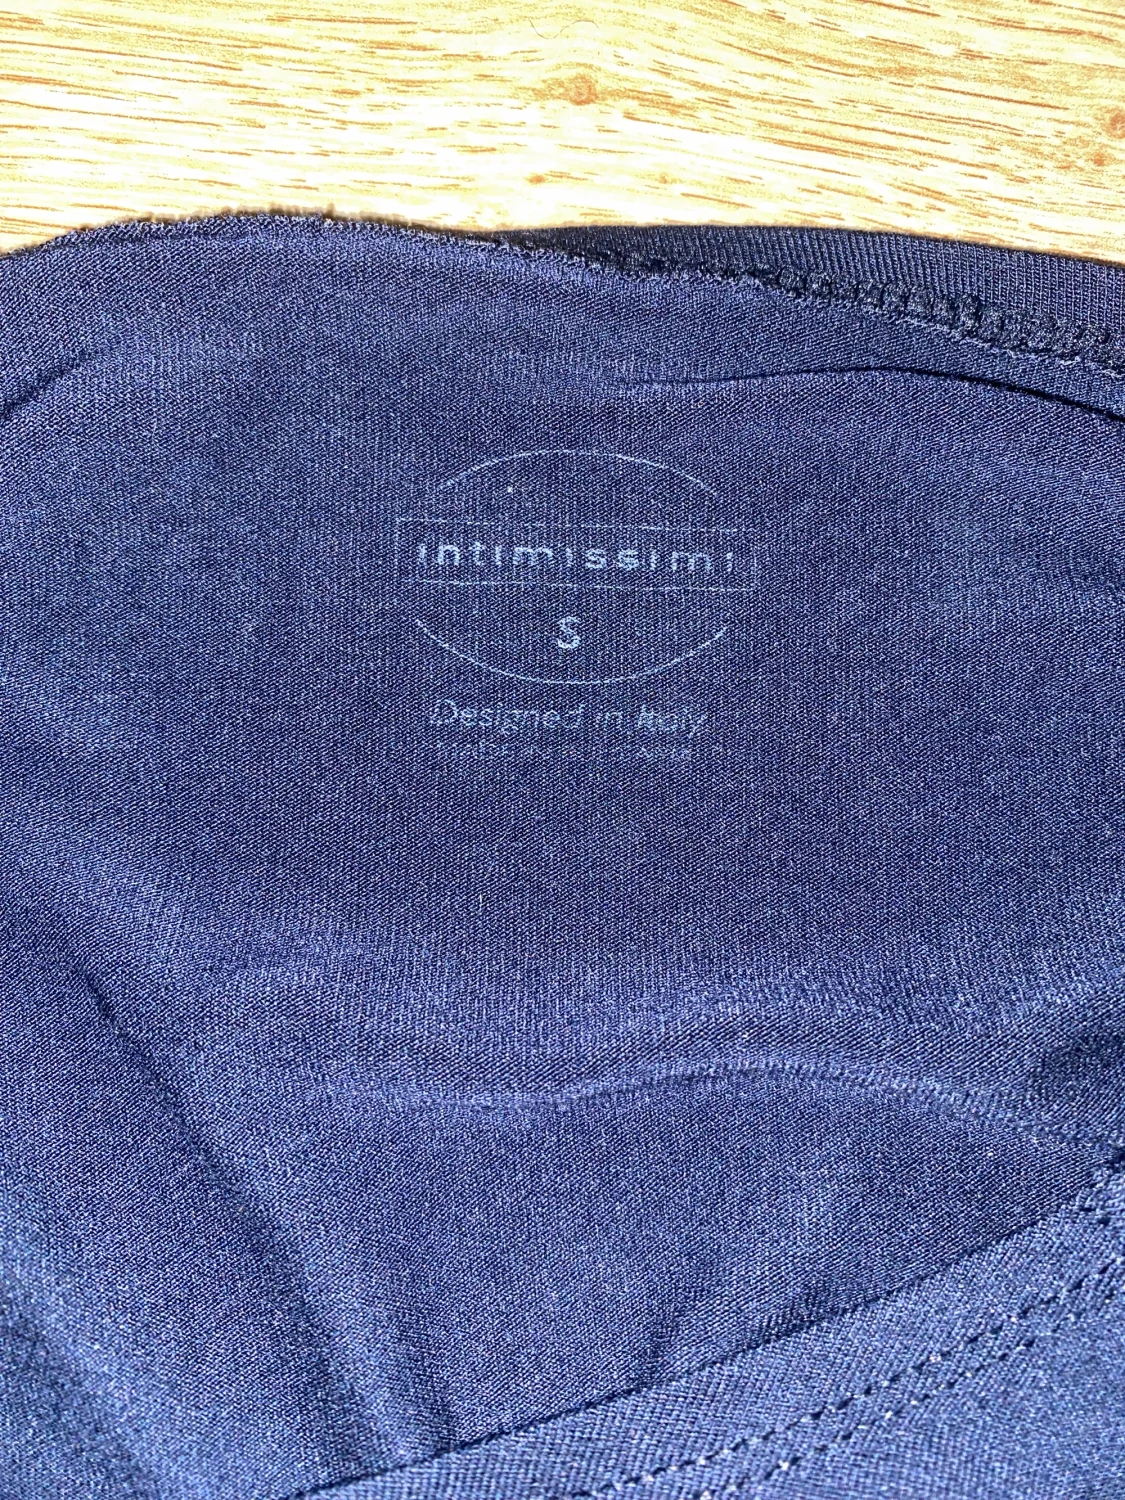 intimissimi
S
Designed in Italy